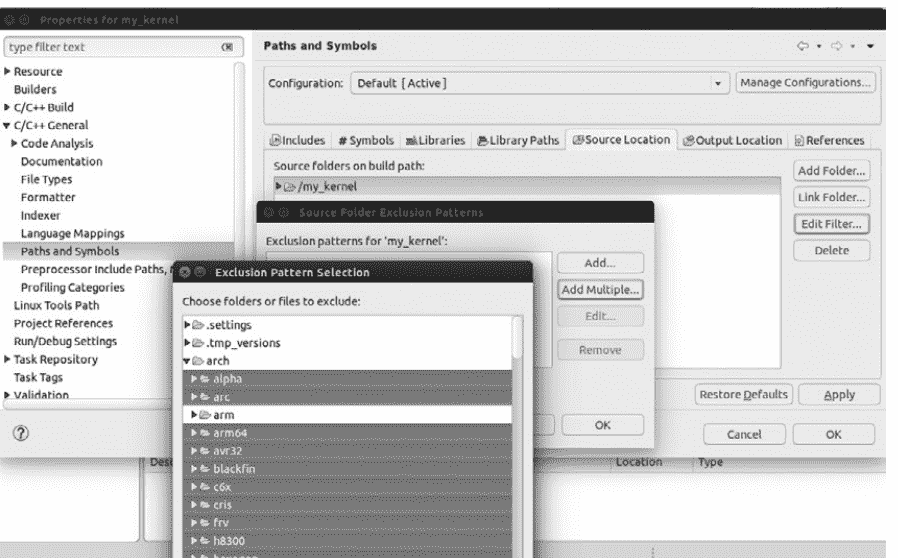 Properties for my_kernel
type filter text
Paths and Symbols
Resource
Builders
C/C++ Build
C/C++ General
Code Analysis
Documentation
File Types
Formatter
Indexer
Language Mappings
Paths and Symbols
Preprocessor Include Paths,
Profiling Categories
Linux Tools Path
Project References
Run/Debug Settings
Task Repository
Task Tags
Validation
Configuration: Default [Active] Manage Configurations...
Includes # Symbols Libraries Library Paths Source Location Output Location References
Source folders on build path:
/my_kernel
Add Folder...
Link Folder...
Edit Filter...
Delete
Source Folder Exclusion Patterns
Exclusion patterns for 'my_kernel':
Add...
Add Multiple...
Edit...
Remove
OK
Exclusion Pattern Selection
Choose folders or files to exclude:
.settings
.tmp_versions
arch
alpha
arc
arm
arm64
avr32
blackfin
c6x
cris
frv
h8300
Restore Defaults Apply
Cancel OK
Location Type